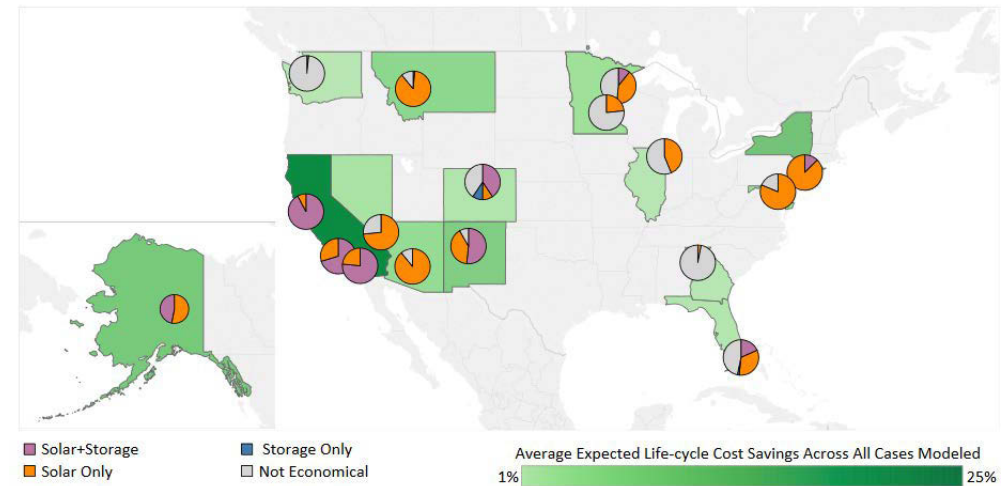 Solar+Storage
Storage Only
Solar Only
Not Economical
Average Expected Life-cycle Cost Savings Across All Cases Modeled
1%
25%